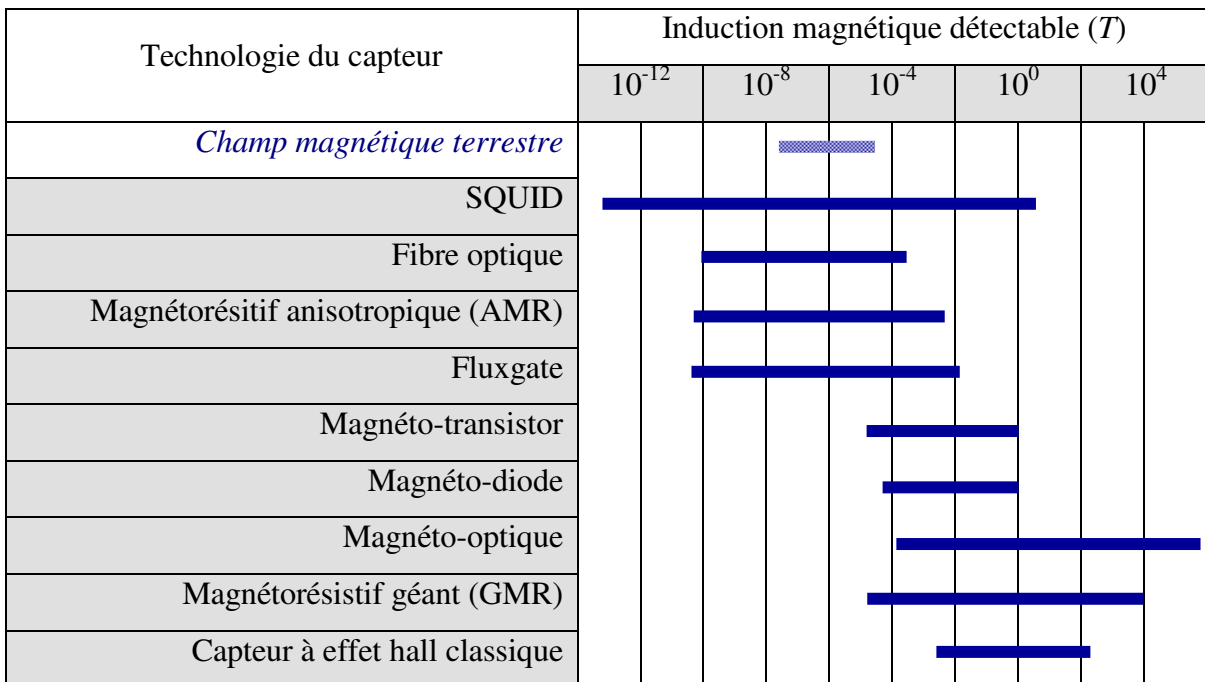 Technologie du capteur
Induction magnétique détectable (T)
10^-12 10^-8 10^-4 10^0 10^4
Champ magnétique terrestre
SQUID
Fibre optique
Magnétorésitif anisotropique (AMR)
Fluxgate
Magnéto-transistor
Magnéto-diode
Magnéto-optique
Magnétorésistif géant (GMR)
Capteur à effet hall classique